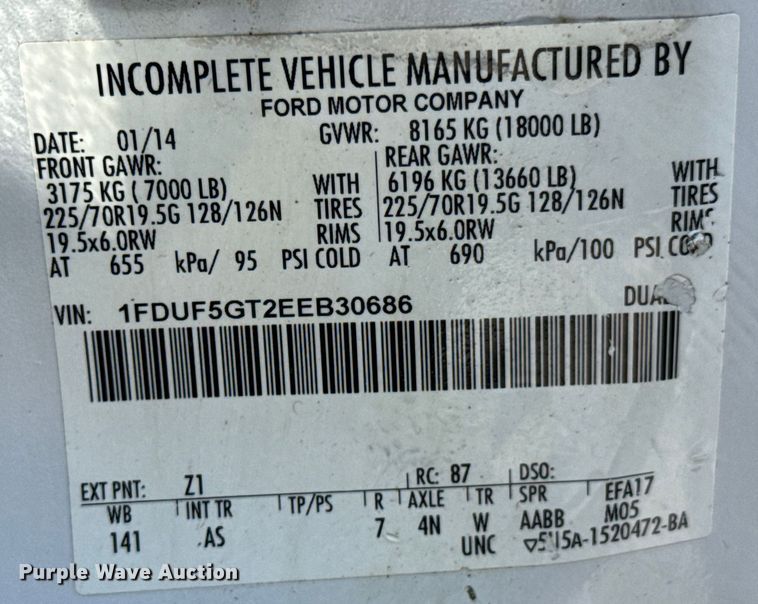 INCOMPLETE VEHICLE MANUFACTURED BY
FORD MOTOR COMPANY
DATE: 01/14 GVWR: 8165 KG (18000 LB)
FRONT GAWR: REAR GAWR:
3175 KG (7000 LB) WITH 6196 KG (13660 LB) WITH
225/70R19.5G 128/126N TIRES 225/70R19.5G 128/126N TIRES
19.5x6.0RW RIMS 19.5x6.0RW RIMS
AT 655 kPa/ 95 PSI COLD AT 690 kPa/100 PSI COLD
VIN: 1FDUF5GT2EEB30686
EXT PNT: Z1 RC: 87 DSO:
WB INT TR TP/PS R AXLE TR SPR EFA17
141 AS 7 4N W AABB M05
UNC
Purple Wave Auction